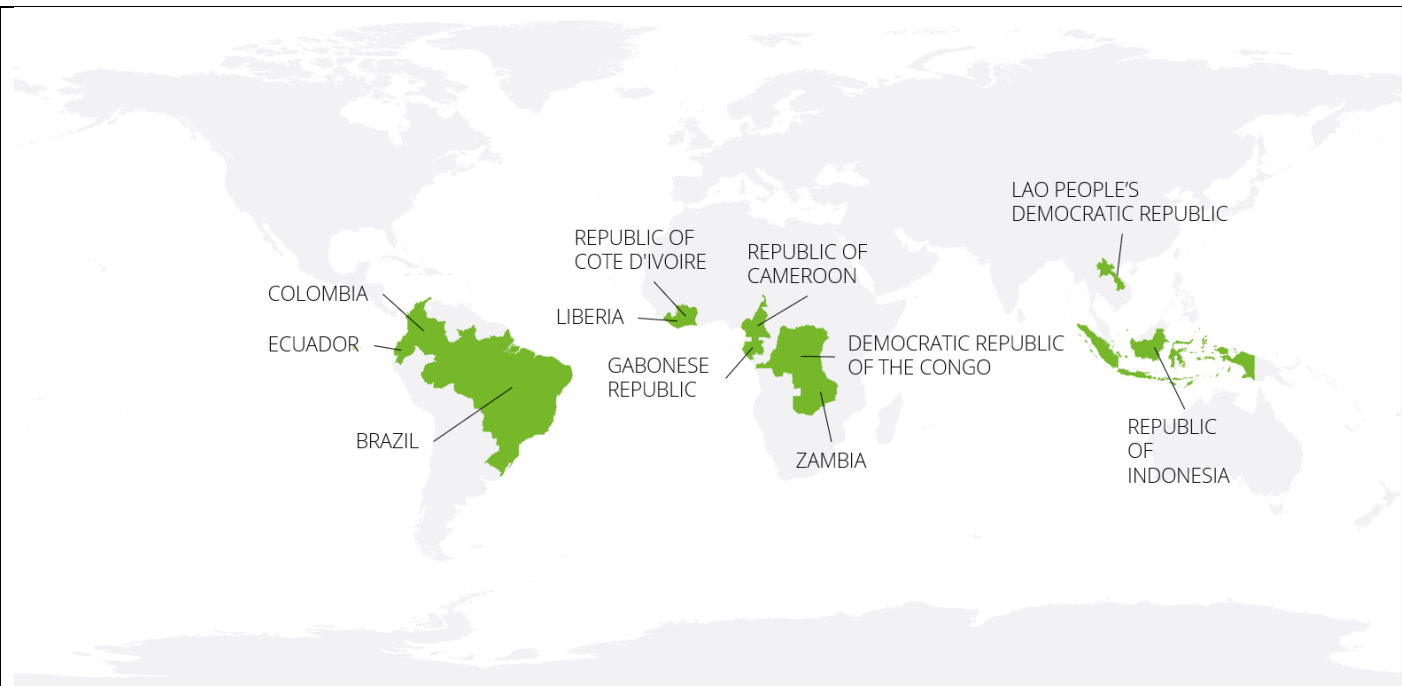 LAO PEOPLE’S
DEMOCRATIC REPUBLIC
REPUBLIC OF
COTE D'IVOIRE
REPUBLIC OF
CAMEROON
COLOMBIA
LIBERIA
ECUADOR
GABONESE
REPUBLIC
DEMOCRATIC REPUBLIC
OF THE CONGO
BRAZIL
ZAMBIA
REPUBLIC
OF
INDONESIA